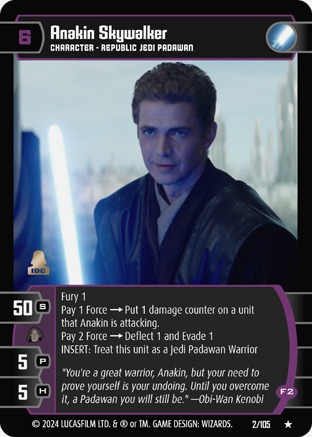 6
Anakin Skywalker
CHARACTER · REPUBLIC JEDI PADAWAN
IDC
50 S
5 P
5 H
Fury 1
Pay 1 Force → Put 1 damage counter on a unit
that Anakin is attacking.
Pay 2 Force → Deflect 1 and Evade 1
INSERT: Treat this unit as a Jedi Padawan Warrior
"You're a great warrior, Anakin, but your need to
prove yourself is your undoing. Until you overcome
it, a Padawan you will still be." —Obi-Wan Kenobi
F2
© 2024 LUCASFILM LTD. & ® or TM. GAME DESIGN: WIZARDS. 2/105 ★